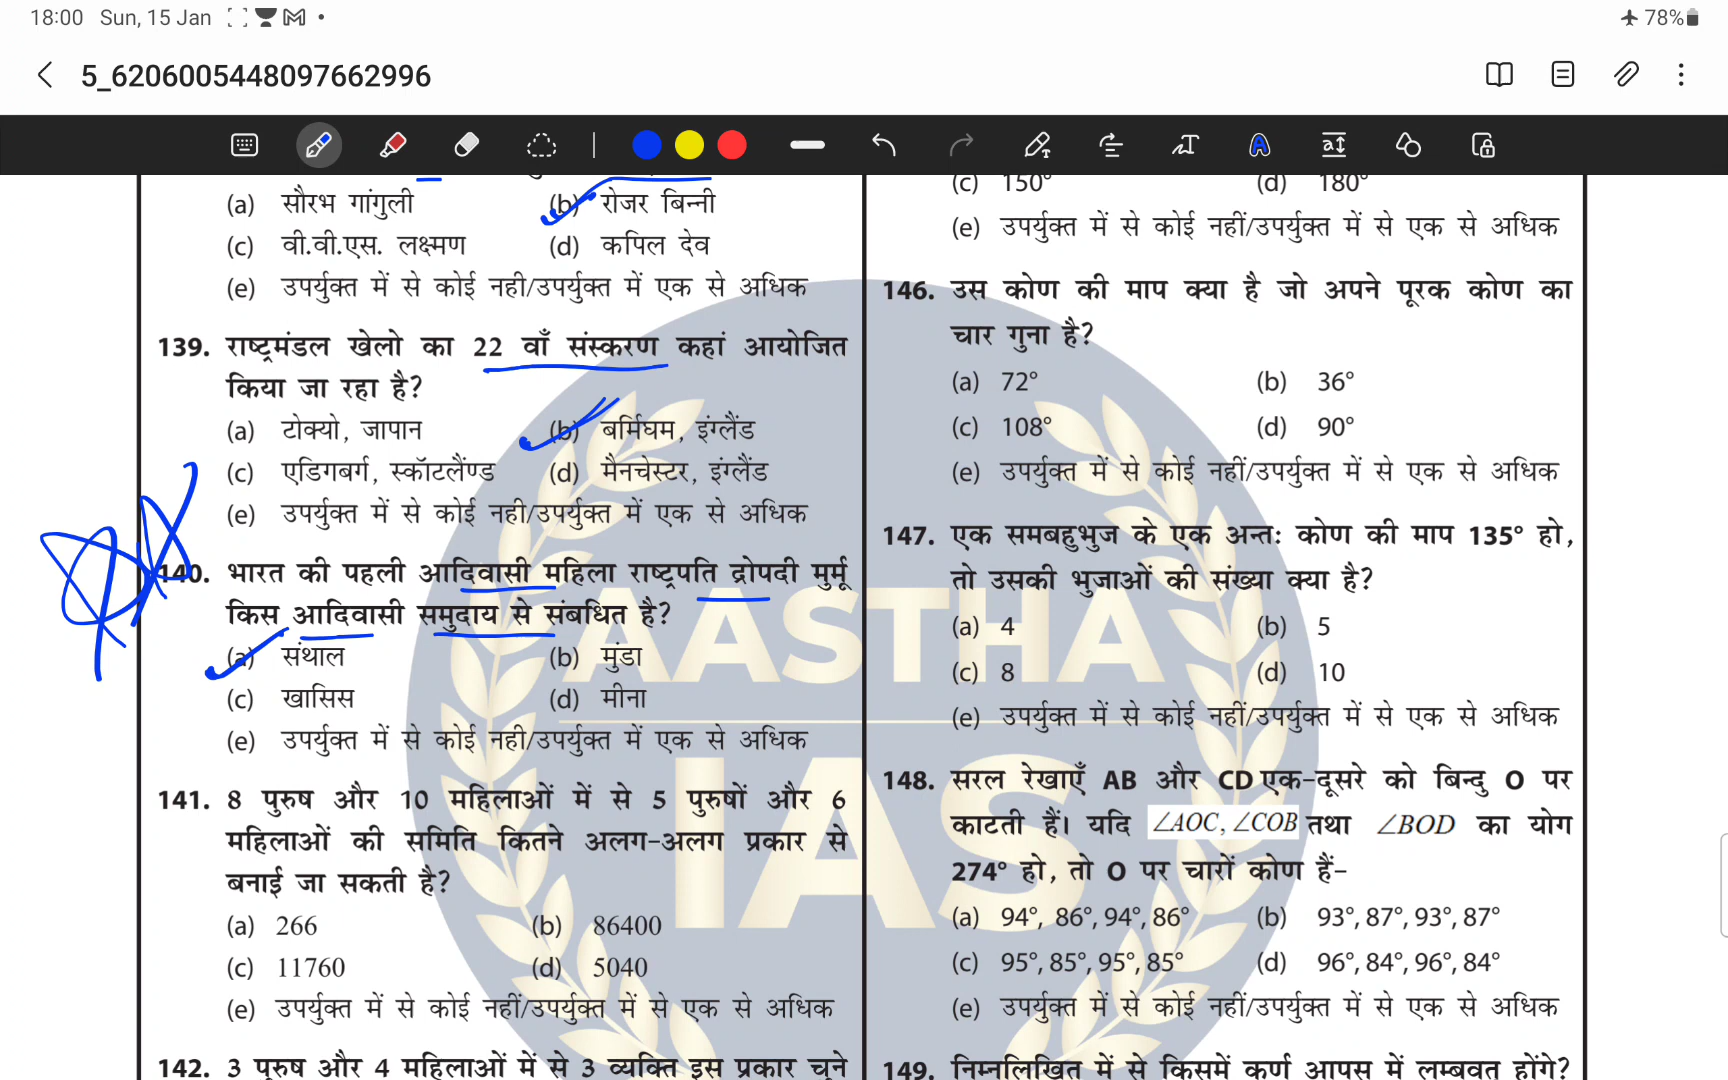 18:00 Sun, 15 Jan
78%
5_6206005448097662996
(a) सौरभ गांगुली (b) रोजर बिन्नी
(c) वी.वी.एस. लक्ष्मण (d) कपिल देव
(e) उपर्युक्त में से कोई नही/उपर्युक्त में एक से अधिक
139. राष्ट्रमंडल खेलो का 22 वाँ संस्करण कहां आयोजित
किया जा रहा है?
(a) टोक्यो, जापान (b) बर्मिघम, इंग्लैंड
(c) एडिगबर्ग, स्कॉटलैंण्ड (d) मैनचेस्टर, इंग्लैंड
(e) उपर्युक्त में से कोई नही/उपर्युक्त में एक से अधिक
140. भारत की पहली आदिवासी महिला राष्ट्रपति द्रोपदी मुर्मू
किस आदिवासी समुदाय से संबधित है?
(a) संथाल (b) मुंडा
(c) खासिस (d) मीना
(e) उपर्युक्त में से कोई नही/उपर्युक्त में एक से अधिक
141. 8 पुरुष और 10 महिलाओं में से 5 पुरुषों और 6
महिलाओं की समिति कितने अलग-अलग प्रकार से
बनाई जा सकती है?
(a) 266 (b) 86400
(c) 11760 (d) 5040
(e) उपर्युक्त में से कोई नहीं/उपर्युक्त में से एक से अधिक
142. 3 पुरुष और 4 महिलाओं में से 3 व्यक्ति इस प्रकार चुने
(c) 150° (d) 180°
(e) उपर्युक्त में से कोई नहीं/उपर्युक्त में से एक से अधिक
146. उस कोण की माप क्या है जो अपने पूरक कोण का
चार गुना है?
(a) 72° (b) 36°
(c) 108° (d) 90°
(e) उपर्युक्त में से कोई नहीं/उपर्युक्त में से एक से अधिक
147. एक समबहुभुज के एक अन्तः कोण की माप 135° हो,
तो उसकी भुजाओं की संख्या क्या है?
(a) 4 (b) 5
(c) 8 (d) 10
(e) उपर्युक्त में से कोई नहीं/उपर्युक्त में से एक से अधिक
148. सरल रेखाएँ AB और CD एक-दूसरे को बिन्दु O पर
काटती हैं। यदि ∠AOC, ∠COB तथा ∠BOD का योग
274° हो, तो O पर चारों कोण हैं-
(a) 94°, 86°, 94°, 86° (b) 93°, 87°, 93°, 87°
(c) 95°, 85°, 95°, 85° (d) 96°, 84°, 96°, 84°
(e) उपर्युक्त में से कोई नहीं/उपर्युक्त में से एक से अधिक
149. निम्नलिखित में से किसमें कर्ण आपस में लम्बवत होंगे?
AASTHA
IAS